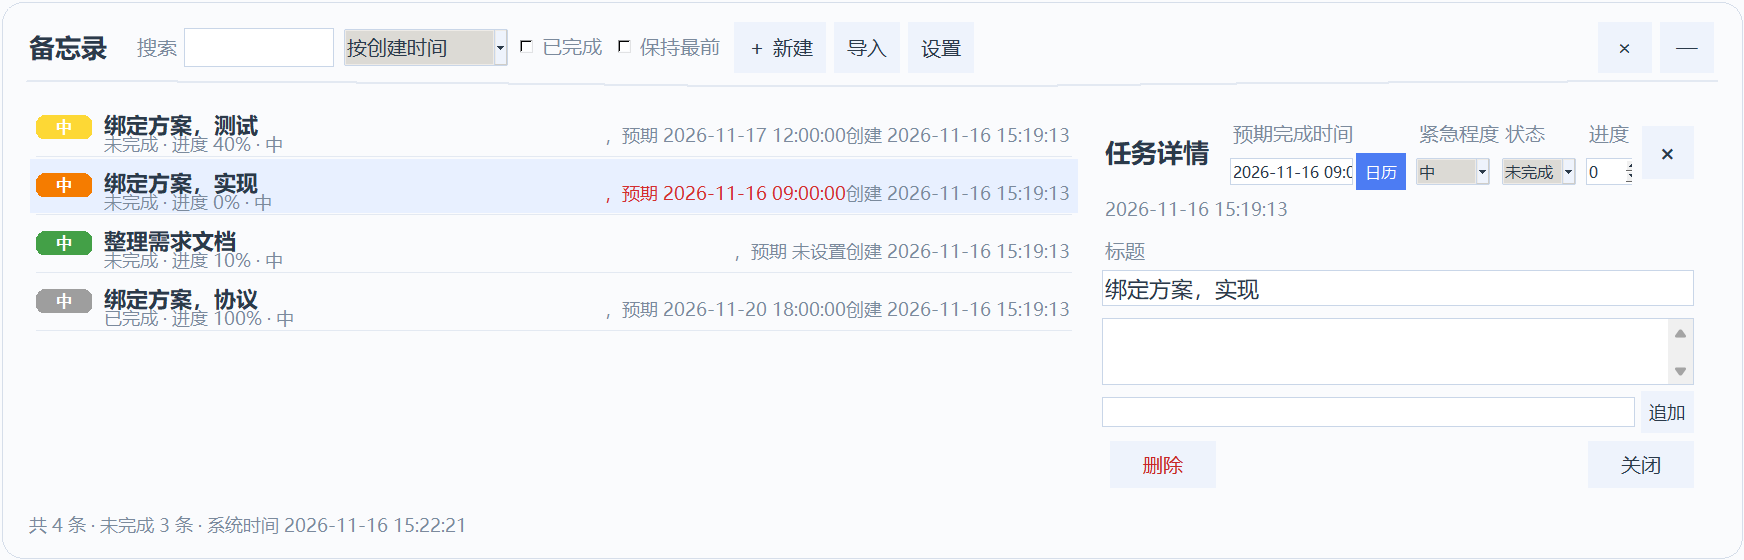 备忘录 搜索 按创建时间 已完成 保持最前 + 新建 导入 设置 × —
中 绑定方案，测试
未完成 · 进度 40% · 中 ，预期 2026-11-17 12:00:00创建 2026-11-16 15:19:13
中 绑定方案，实现
未完成 · 进度 0% · 中 ，预期 2026-11-16 09:00:00创建 2026-11-16 15:19:13
中 整理需求文档
未完成 · 进度 10% · 中 ，预期 未设置创建 2026-11-16 15:19:13
中 绑定方案，协议
已完成 · 进度 100% · 中 ，预期 2026-11-20 18:00:00创建 2026-11-16 15:19:13
预期完成时间 紧急程度 状态 进度
任务详情 2026-11-16 09:0 日历 中 未完成 0 ×
2026-11-16 15:19:13
标题
绑定方案，实现
追加
删除 关闭
共 4 条 · 未完成 3 条 · 系统时间 2026-11-16 15:22:21